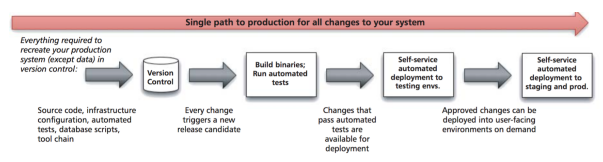 Single path to production for all changes to your system
Everything required to
recreate your production
system (except data) in
version control:
Version
Control
Build binaries;
Run automated
tests
Self-service
automated
deployment to
testing envs.
Self-service
automated
deployment to
staging and prod.
Source code, infrastructure
configuration, automated
tests, database scripts,
tool chain
Every change
triggers a new
release candidate
Changes that
pass automated
tests are
available for
deployment
Approved changes can be
deployed into user-facing
environments on demand